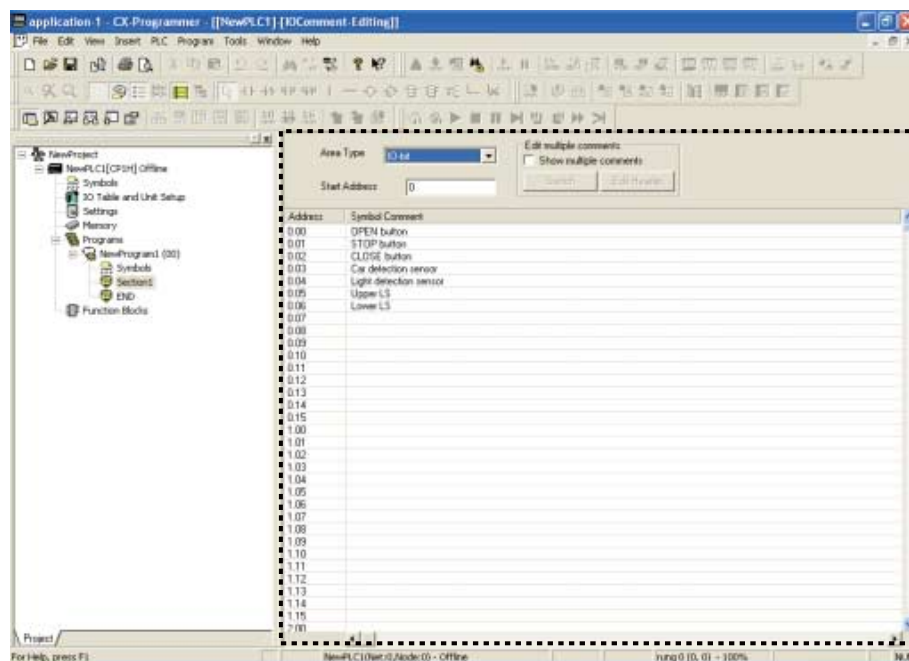 application-1 - CX-Programmer - [[NewPLC1].[IOComment-Editing]]
File Edit View Insert PLC Program Tools Window Help
NewProject
NewPLC1[CP1H] Offline
Symbols
IO Table and Unit Setup
Settings
Memory
Programs
NewProgram1 (00)
Symbols
Section1
END
Function Blocks
Project
Area Type IO-bit
Start Address 0
Edit multiple comments
Show multiple comments
Switch Edit Header
Address Symbol Comment
0.00 OPEN button
0.01 STOP button
0.02 CLOSE button
0.03 Car detection sensor
0.04 Light detection sensor
0.05 Upper LS
0.06 Lower LS
0.07
0.08
0.09
0.10
0.11
0.12
0.13
0.14
0.15
1.00
1.01
1.02
1.03
1.04
1.05
1.06
1.07
1.08
1.09
1.10
1.11
1.12
1.13
1.14
1.15
2.00
For Help, press F1
NewPLC1(Net:0,Node:0) - Offline
rung 0 (0, 0) - 100%